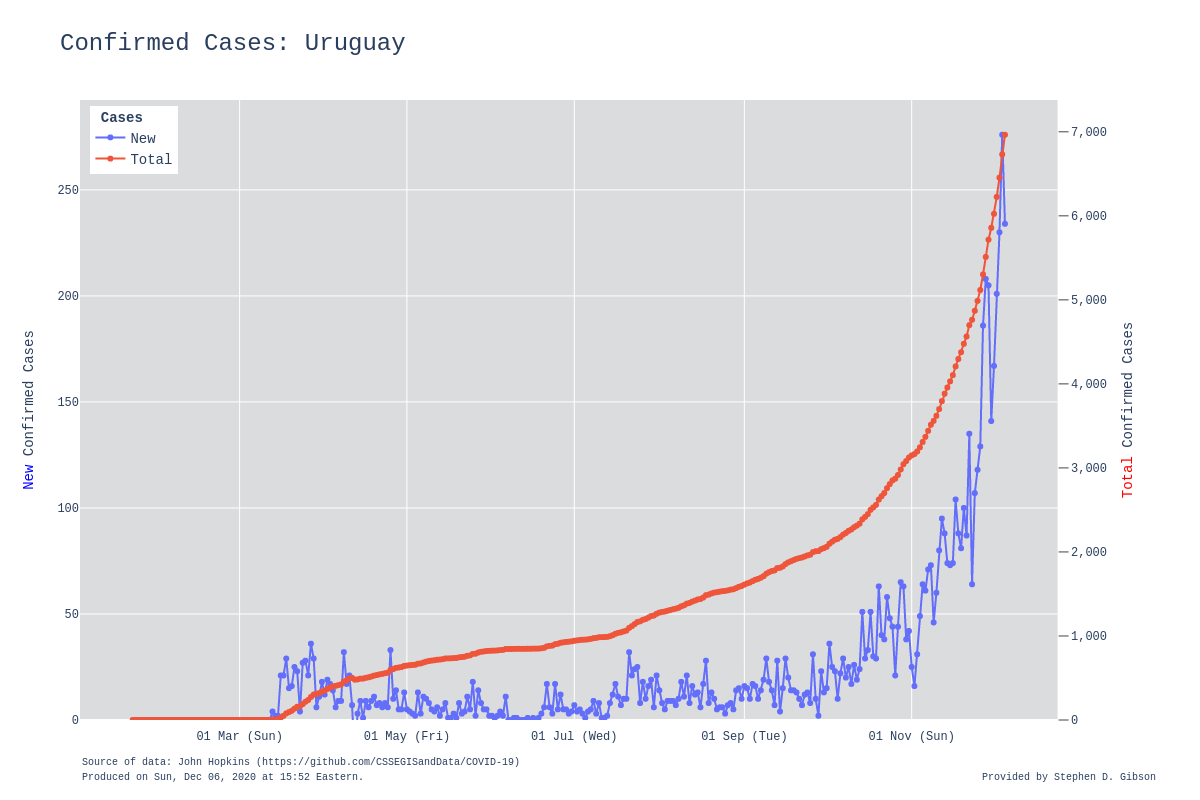 Confirmed Cases: Uruguay
Cases
New
Total
250
200
150
100
50
0
7,000
6,000
5,000
4,000
3,000
2,000
1,000
0
New Confirmed Cases
Total Confirmed Cases
01 Mar (Sun)
01 May (Fri)
01 Jul (Wed)
01 Sep (Tue)
01 Nov (Sun)
Source of data: John Hopkins (https://github.com/CSSEGISandData/COVID-19)
Produced on Sun, Dec 06, 2020 at 15:52 Eastern.
Provided by Stephen D. Gibson